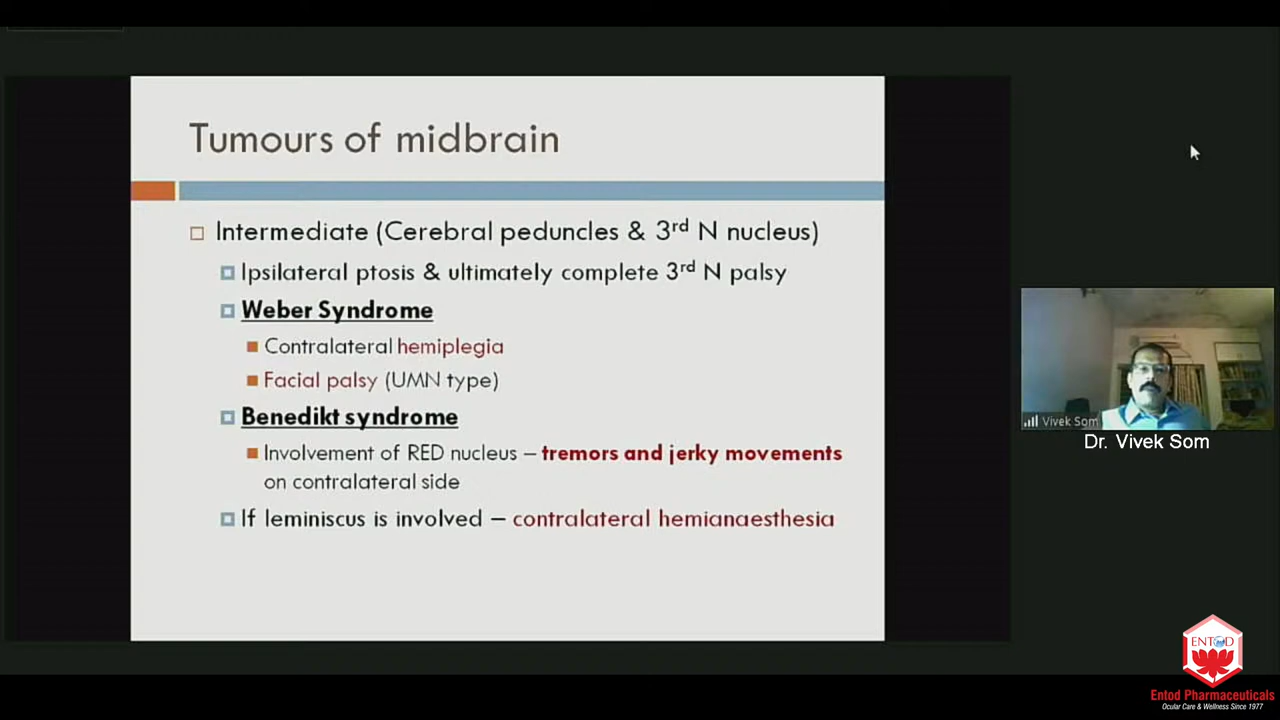 Tumours of midbrain
Intermediate (Cerebral peduncles & 3rd N nucleus)
Ipsilateral ptosis & ultimately complete 3rd N palsy
Weber Syndrome
Contralateral hemiplegia
Facial palsy (UMN type)
Benedikt syndrome
Involvement of RED nucleus – tremors and jerky movements
on contralateral side
If leminiscus is involved – contralateral hemianaesthesia
Vivek Som
Dr. Vivek Som
ENTOD
Entod Pharmaceuticals
Ocular Care & Wellness Since 1977